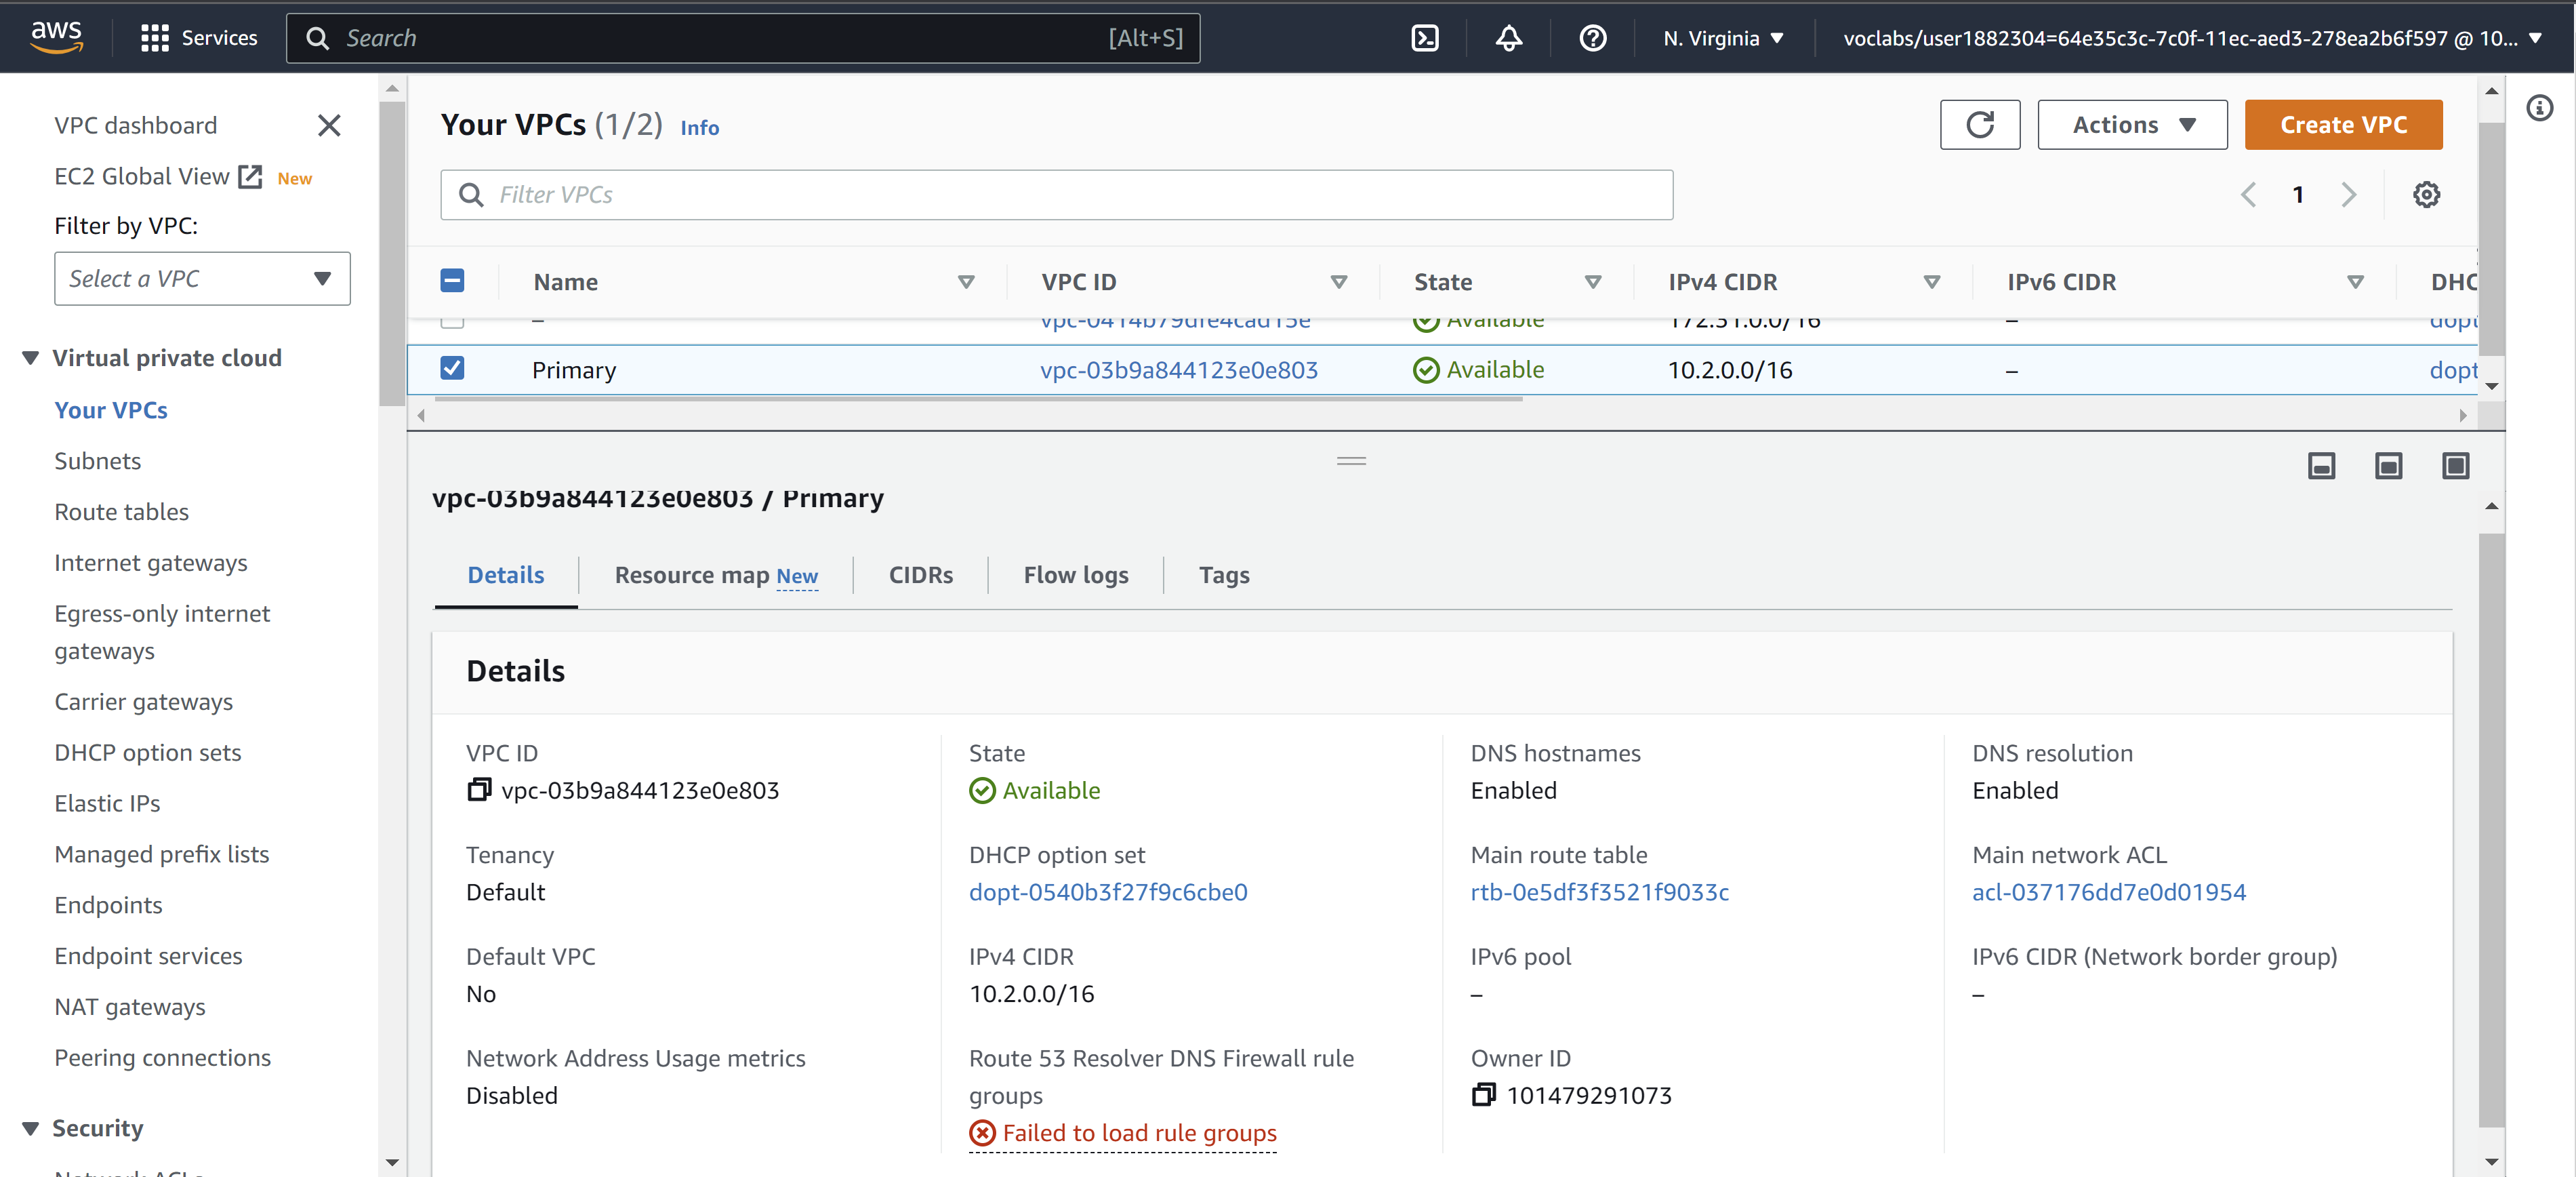 aws
Services
Search
[Alt+S]
N. Virginia
voclabs/user1882304=64e35c3c-7c0f-11ec-aed3-278ea2b6f597 @ 10...
VPC dashboard
EC2 Global View New
Filter by VPC:
Select a VPC
Virtual private cloud
Your VPCs
Subnets
Route tables
Internet gateways
Egress-only internet
gateways
Carrier gateways
DHCP option sets
Elastic IPs
Managed prefix lists
Endpoints
Endpoint services
NAT gateways
Peering connections
Security
Network ACLs
Your VPCs (1/2) Info
Actions
Create VPC
Filter VPCs
1
Name VPC ID State IPv4 CIDR IPv6 CIDR DHC
– vpc-0414b79dfe4cad15e Available 172.31.0.0/16 – dopt
Primary vpc-03b9a844123e0e803 Available 10.2.0.0/16 – dopt
vpc-03b9a844123e0e803 / Primary
Details Resource map New CIDRs Flow logs Tags
Details
VPC ID
vpc-03b9a844123e0e803
State
Available
DNS hostnames
Enabled
DNS resolution
Enabled
Tenancy
Default
DHCP option set
dopt-0540b3f27f9c6cbe0
Main route table
rtb-0e5df3f3521f9033c
Main network ACL
acl-037176dd7e0d01954
Default VPC
No
IPv4 CIDR
10.2.0.0/16
IPv6 pool
–
IPv6 CIDR (Network border group)
–
Network Address Usage metrics
Disabled
Route 53 Resolver DNS Firewall rule
groups
Failed to load rule groups
Owner ID
101479291073